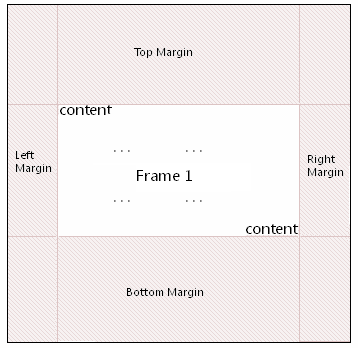 Top Margin
content
... ...
Left
Margin
Frame 1
Right
Margin
... ...
content
Bottom Margin